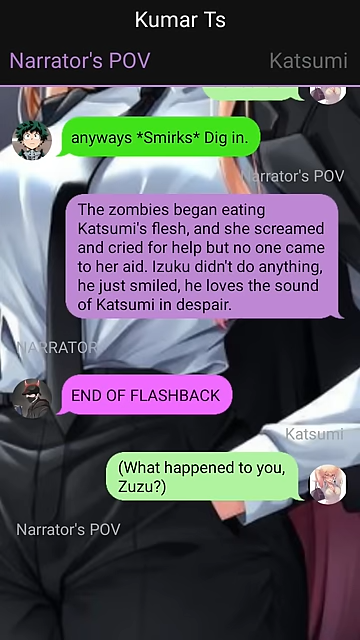 Kumar Ts
Narrator's POV Katsumi
anyways *Smirks* Dig in.
Narrator's POV
The zombies began eating
Katsumi's flesh, and she screamed
and cried for help but no one came
to her aid. Izuku didn't do anything,
he just smiled, he loves the sound
of Katsumi in despair.
NARRATOR
END OF FLASHBACK
Katsumi
(What happened to you,
Zuzu?)
Narrator's POV